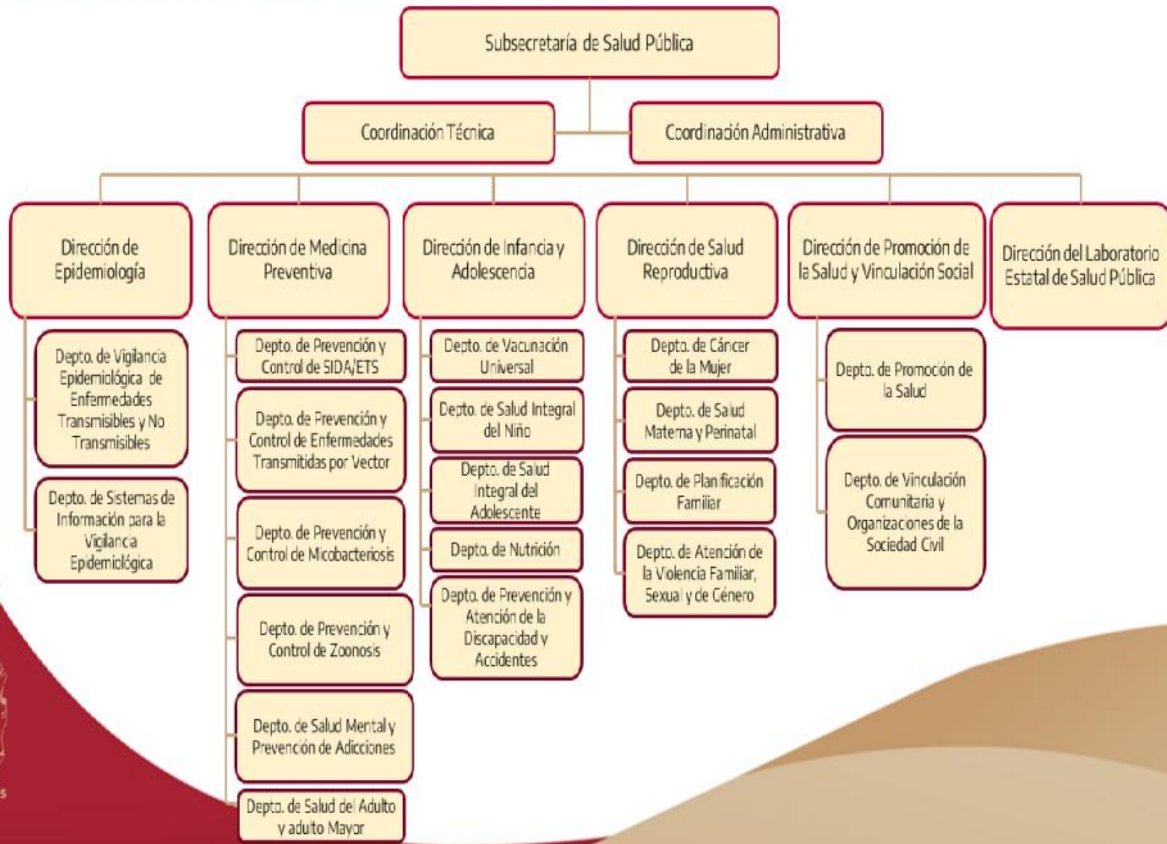 Subsecretaría de Salud Pública
Coordinación Técnica
Coordinación Administrativa
Dirección de
Epidemiología
Dirección de Medicina
Preventiva
Dirección de Infancia y
Adolescencia
Dirección de Salud
Reproductiva
Dirección de Promoción de
la Salud y Vinculación Social
Dirección del Laboratorio
Estatal de Salud Pública
Depto. de Vigilancia
Epidemiológica de
Enfermedades
Transmisibles y No
Transmisibles
Depto. de Sistemas de
Información para la
Vigilancia
Epidemiológica
Depto. de Prevención y
Control de SIDA/ETS
Depto. de Prevención y
Control de Enfermedades
Transmitidas por Vector
Depto. de Prevención y
Control de Micobacteriosis
Depto. de Prevención y
Control de Zoonosis
Depto. de Salud Mental y
Prevención de Adicciones
Depto. de Salud del Adulto
y adulto Mayor
Depto. de Vacunación
Universal
Depto. de Salud Integral
del Niño
Depto. de Salud
Integral del
Adolescente
Depto. de Nutrición
Depto. de Prevención y
Atención de la
Discapacidad y
Accidentes
Depto. de Cáncer
de la Mujer
Depto. de Salud
Materna y Perinatal
Depto. de Planificación
Familiar
Depto. de Atención de
la Violencia Familiar,
Sexual y de Género
Depto. de Promoción de
la Salud
Depto. de Vinculación
Comunitaria y
Organizaciones de la
Sociedad Civil